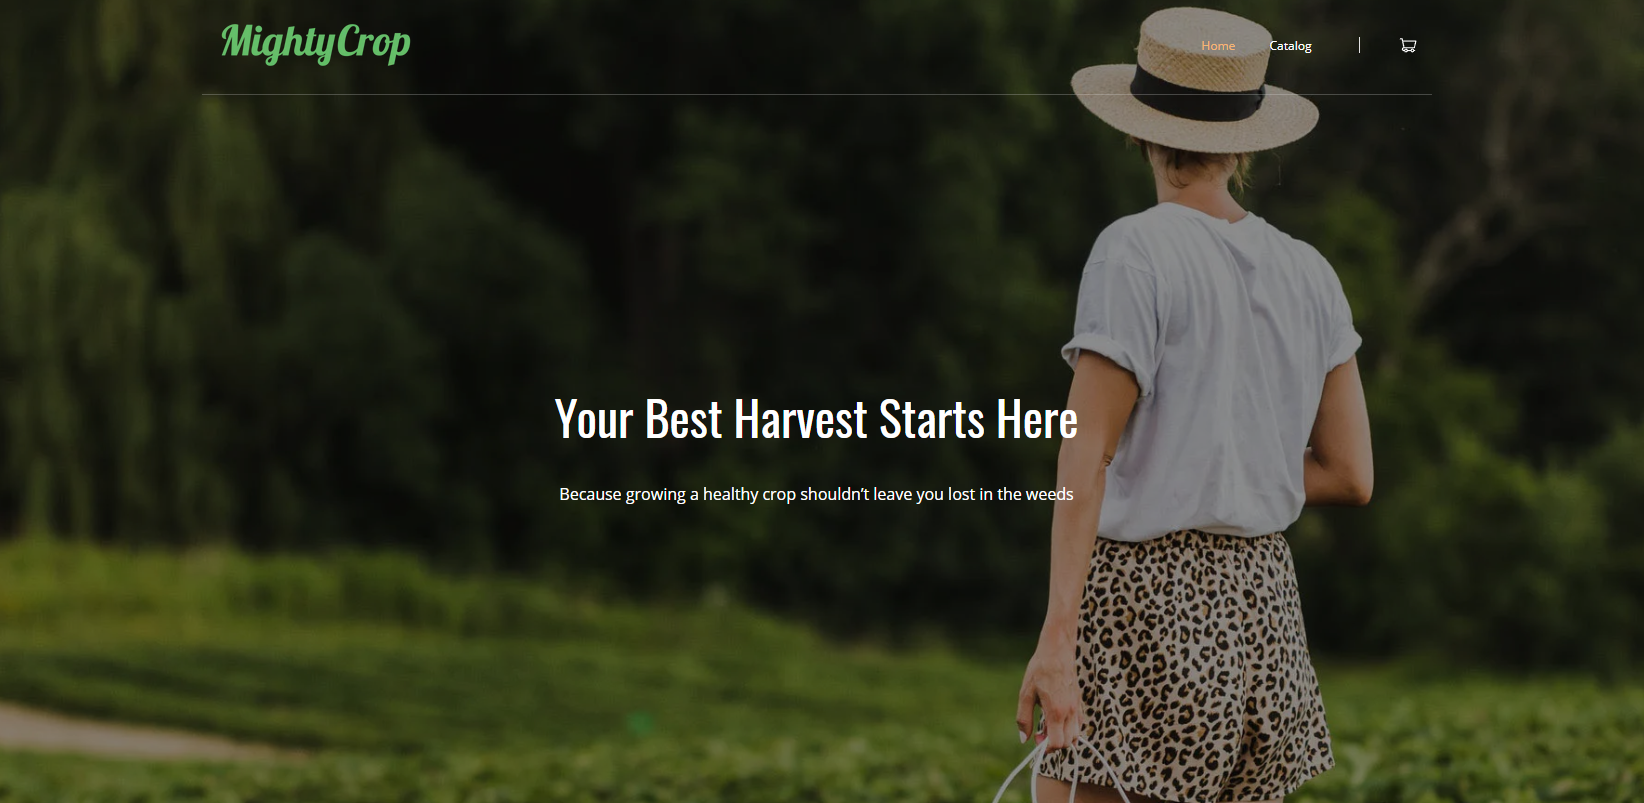 MightyCrop
Home
Catalog
Your Best Harvest Starts Here
Because growing a healthy crop shouldn’t leave you lost in the weeds